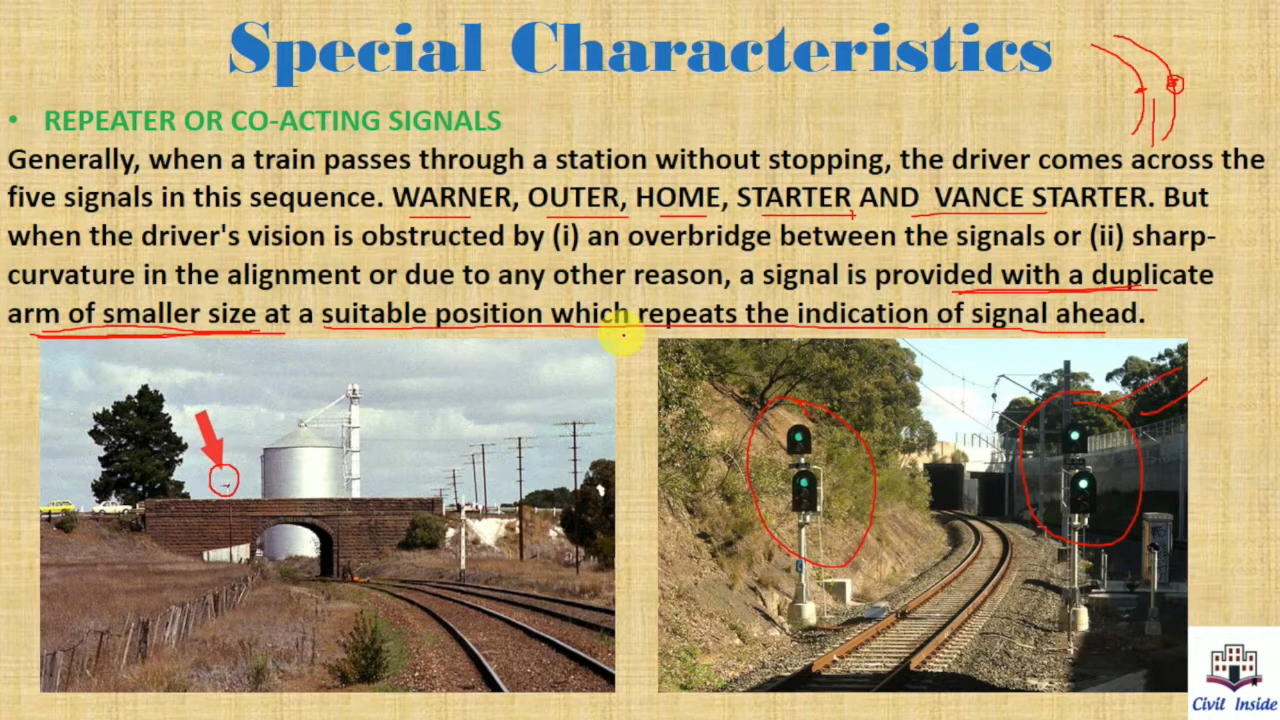 Special Characteristics
• REPEATER OR CO-ACTING SIGNALS
Generally, when a train passes through a station without stopping, the driver comes across the
five signals in this sequence. WARNER, OUTER, HOME, STARTER AND VANCE STARTER. But
when the driver's vision is obstructed by (i) an overbridge between the signals or (ii) sharp-
curvature in the alignment or due to any other reason, a signal is provided with a duplicate
arm of smaller size at a suitable position which repeats the indication of signal ahead.
Civil Inside